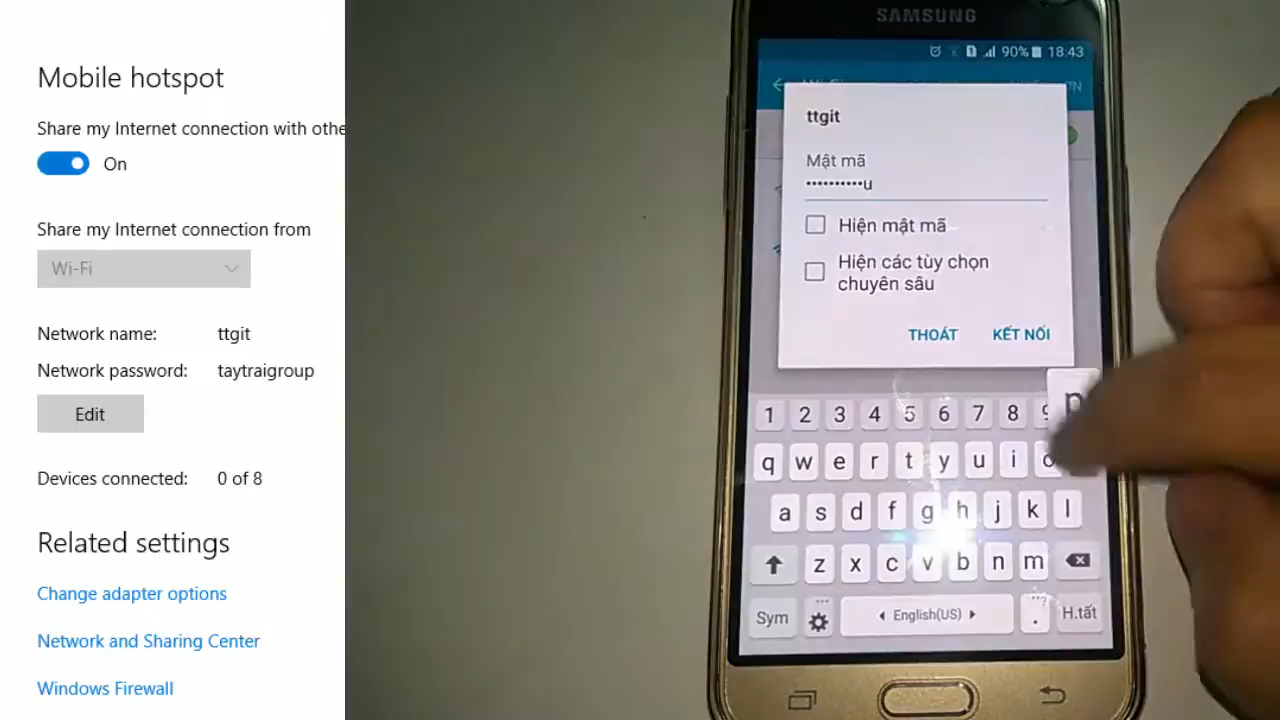 Mobile hotspot
Share my Internet connection with othe
On
Share my Internet connection from
Wi-Fi
Network name: ttgit
Network password: taytraigroup
Edit
Devices connected: 0 of 8
Related settings
Change adapter options
Network and Sharing Center
Windows Firewall
SAMSUNG
90% 18:43
ttgit
Mật mã
••••••••••u
Hiện mật mã
Hiện các tùy chọn
chuyên sâu
THOÁT KẾT NỐI
1 2 3 4 5 6 7 8 9
p
q w e r t y u i o
a s d f g h j k l
z x c v b n m
Sym English(US) . H.tất